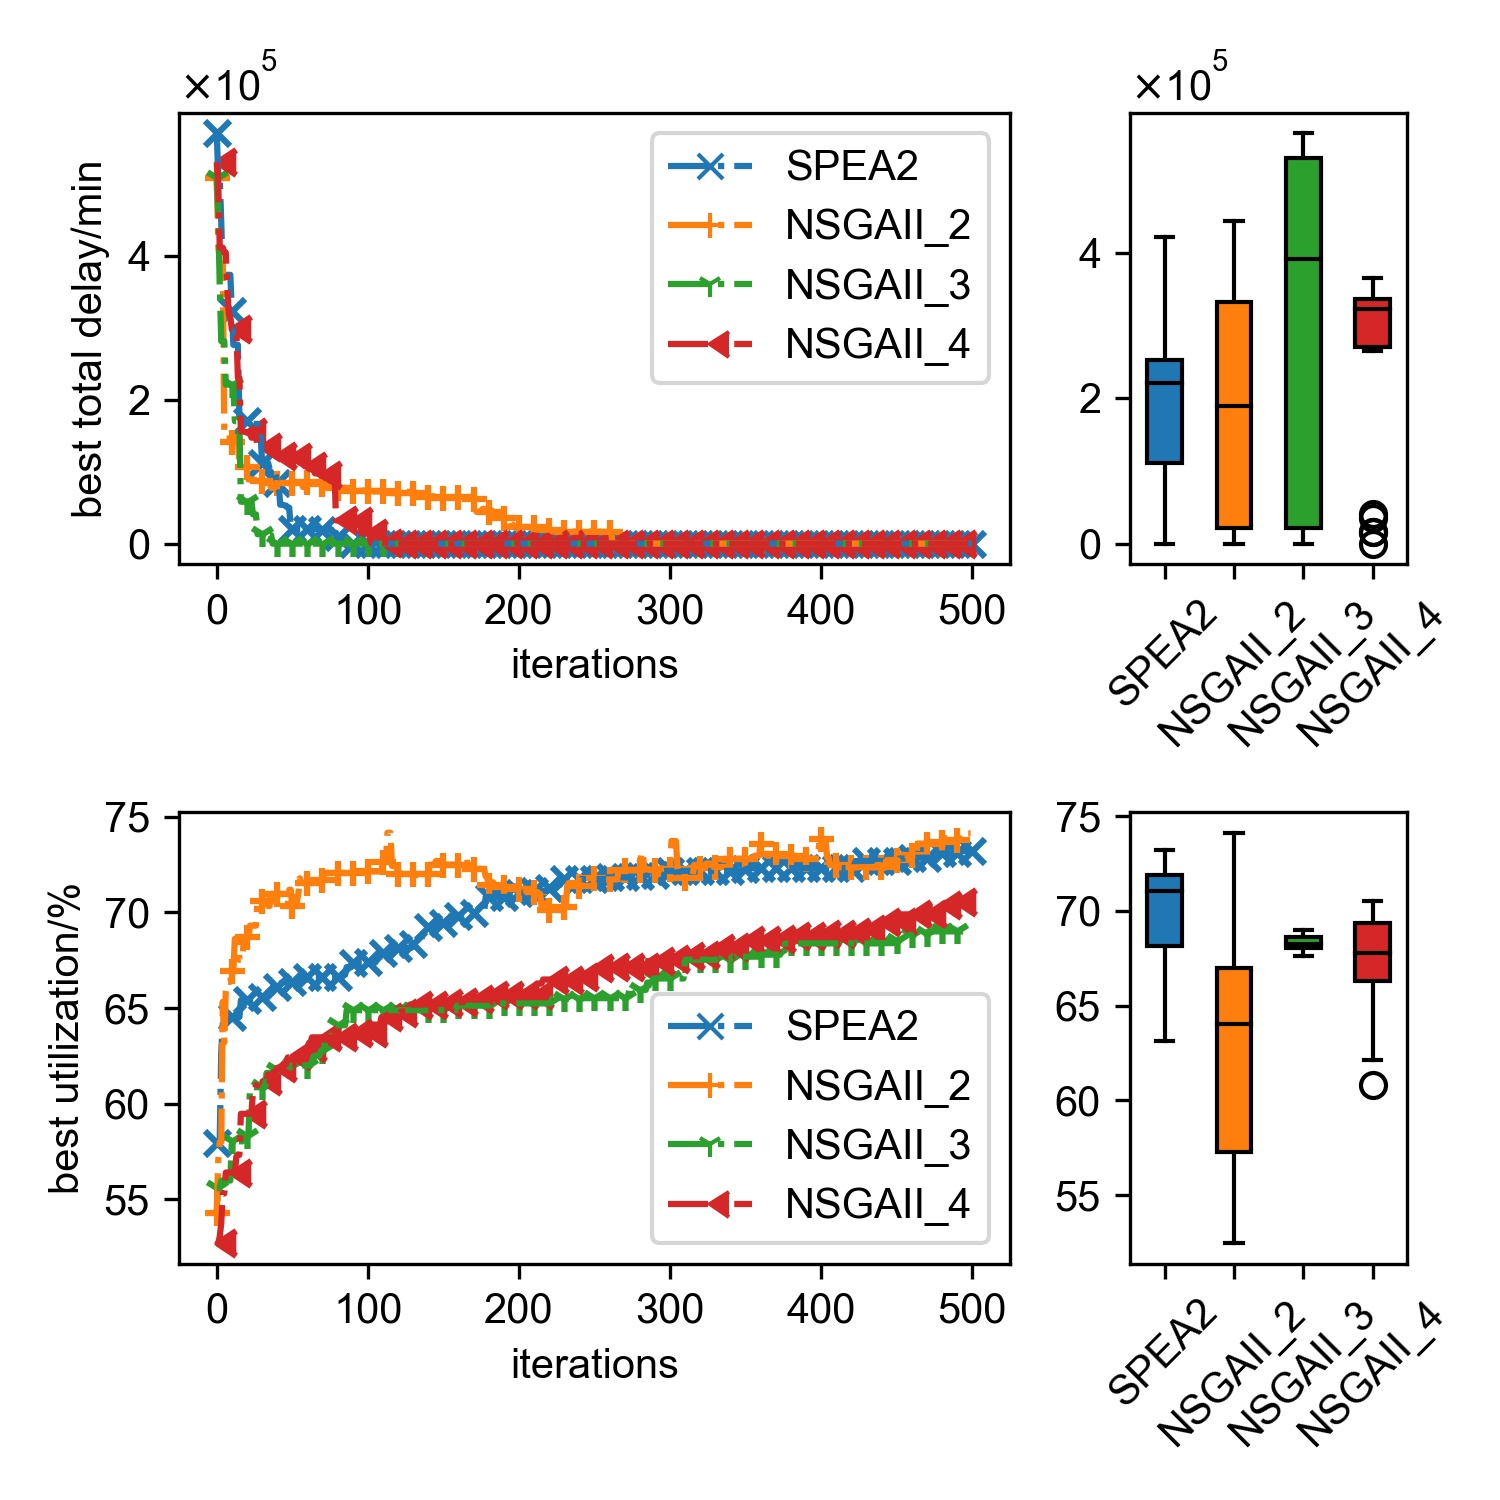 ×10^5
best total delay/min
4
2
0
0 100 200 300 400 500
iterations
SPEA2
NSGAII_2
NSGAII_3
NSGAII_4
×10^5
4
2
0
SPEA2
NSGAII_2
NSGAII_3
NSGAII_4
best utilization/%
75
70
65
60
55
0 100 200 300 400 500
iterations
SPEA2
NSGAII_2
NSGAII_3
NSGAII_4
75
70
65
60
55
SPEA2
NSGAII_2
NSGAII_3
NSGAII_4